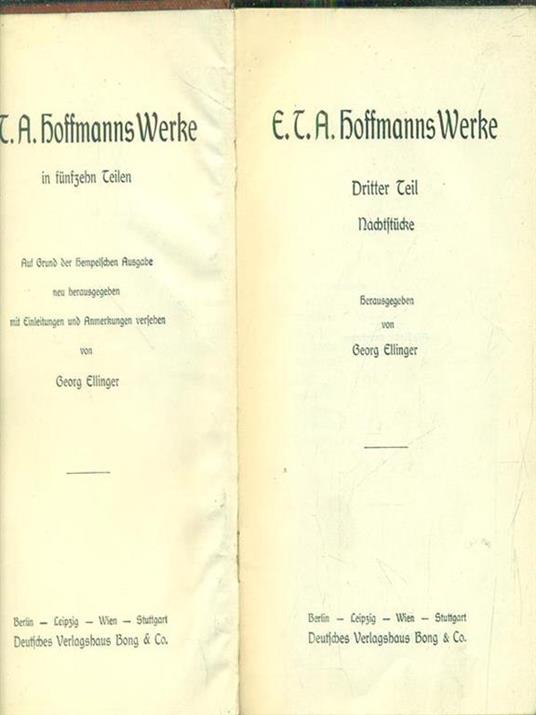 T. A. Hoffmanns Werke
in fünfzehn Teilen
Auf Grund der Hempelschen Ausgabe
neu herausgegeben
mit Einleitungen und Anmerkungen versehen
von
Georg Ellinger
Berlin — Leipzig — Wien — Stuttgart
Deutsches Verlagshaus Bong & Co.
E. T. A. Hoffmanns Werke
Dritter Teil
Nachtstücke
Herausgegeben
von
Georg Ellinger
Berlin — Leipzig — Wien — Stuttgart
Deutsches Verlagshaus Bong & Co.